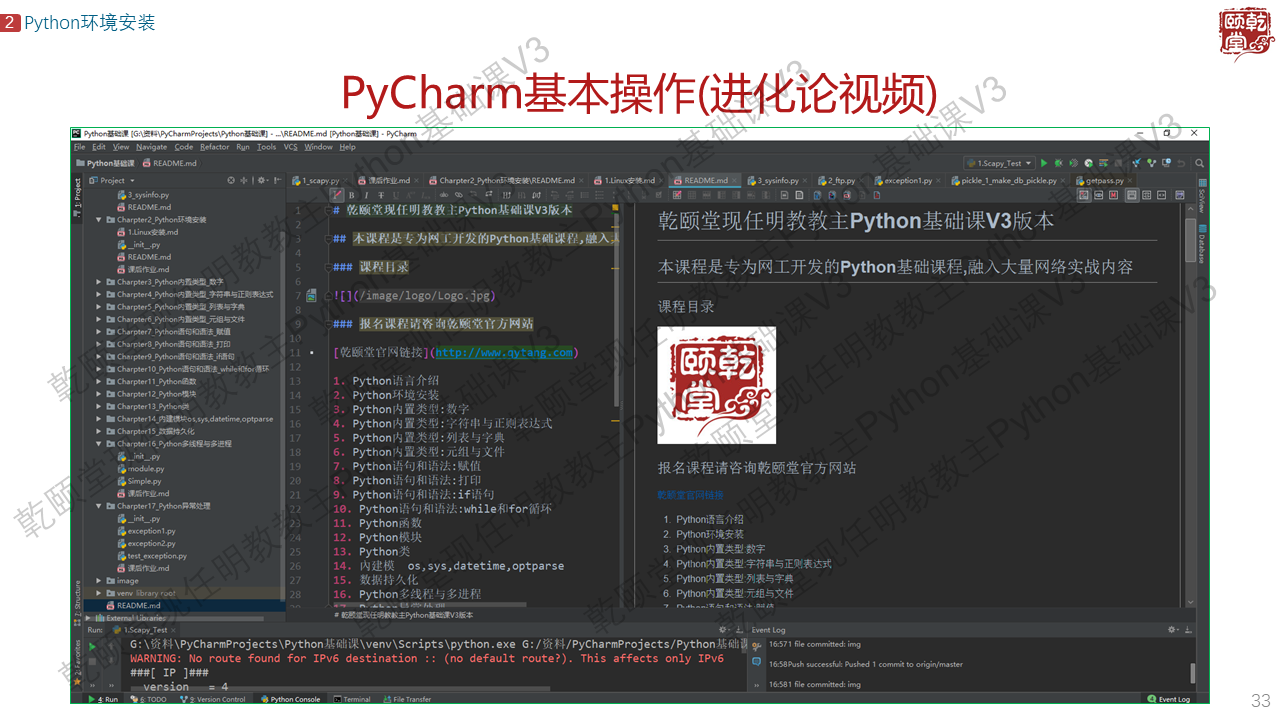 2 Python环境安装
颐乾堂
PyCharm基本操作(进化论视频)
Python基础课 [G:\资料\PyCharmProjects\Python基础课] - ...\README.md [Python基础课] - PyCharm
File Edit View Navigate Code Refactor Run Tools VCS Window Help
Python基础课 README.md
1.Scapy_Test
Project
1_scapy.py 课后作业.md Charpter2_Python环境安装\README.md 1.Linux安装.md README.md 3_sysinfo.py 2_ftp.py exception1.py pickle_1_make_db_pickle.py getpass.py
3_sysinfo.py
README.md
Charpter2_Python环境安装
1.Linux安装.md
__init__.py
README.md
课后作业.md
Charpter3_Python内置类型_数字
Charpter4_Python内置类型_字符串与正则表达式
Charpter5_Python内置类型_列表与字典
Charpter6_Python内置类型_元组与文件
Charpter7_Python语句和语法_赋值
Charpter8_Python语句和语法_打印
Charpter9_Python语句和语法_if语句
Charpter10_Python语句和语法_while和for循环
Charpter11_Python函数
Charpter12_Python模块
Charpter13_Python类
Charpter14_内建模块os,sys,datetime,optparse
Charpter15_数据持久化
Charpter16_Python多线程与多进程
__init__.py
module.py
Simple.py
课后作业.md
Charpter17_Python异常处理
__init__.py
exception1.py
exception2.py
test_exception.py
课后作业.md
image
venv library root
README.md
External Libraries
1 # 乾颐堂现任明教教主Python基础课V3版本
2
3 ## 本课程是专为网工开发的Python基础课程,融入
4
5 ### 课程目录
6
7 ![](/image/logo/Logo.jpg)
8
9 ### 报名课程请咨询乾颐堂官方网站
10
11 [乾颐堂官网链接](http://www.qytang.com)
12
13 1. Python语言介绍
14 2. Python环境安装
15 3. Python内置类型:数字
16 4. Python内置类型:字符串与正则表达式
17 5. Python内置类型:列表与字典
18 6. Python内置类型:元组与文件
19 7. Python语句和语法:赋值
20 8. Python语句和语法:打印
21 9. Python语句和语法:if语句
22 10. Python语句和语法:while和for循环
23 11. Python函数
24 12. Python模块
25 13. Python类
26 14. 内建模 os,sys,datetime,optparse
27 15. 数据持久化
28 16. Python多线程与多进程
17. Python异常处理
# 乾颐堂现任明教教主Python基础课V3版本
乾颐堂现任明教教主Python基础课V3版本
本课程是专为网工开发的Python基础课程,融入大量网络实战内容
课程目录
颐乾堂
报名课程请咨询乾颐堂官方网站
乾颐堂官网链接
1. Python语言介绍
2. Python环境安装
3. Python内置类型:数字
4. Python内置类型:字符串与正则表达式
5. Python内置类型:列表与字典
6. Python内置类型:元组与文件
7. Python语句和语法:赋值
1: Project
SciView
Database
Structure
2: Favorites
Run: 1.Scapy_Test
G:\资料\PyCharmProjects\Python基础课\venv\Scripts\python.exe G:/资料/PyCharmProjects/Python基础课
WARNING: No route found for IPv6 destination :: (no default route?). This affects only IPv6
###[ IP ]###
version = 4
Event Log
16:571 file committed: img
16:58Push successful: Pushed 1 commit to origin/master
16:581 file committed: img
4: Run 6: TODO 9: Version Control Python Console Terminal File Transfer Event Log
乾颐堂现任明教教主Python基础课V3
33